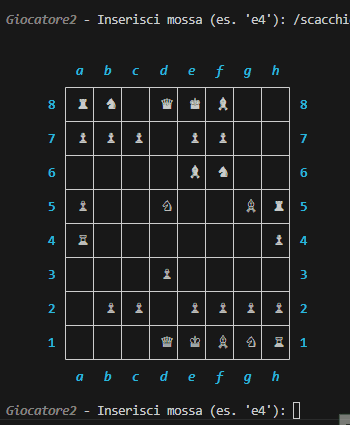 Giocatore2 - Inserisci mossa (es. 'e4'): /scacchi
a b c d e f g h
8 ♜ ♞ ♛ ♚ ♝ 8
7 ♟ ♟ ♟ ♟ ♟ 7
6 ♝ ♞ 6
5 ♙ ♘ ♗ ♜ 5
4 ♖ ♟ 4
3 ♙ 3
2 ♙ ♙ ♙ ♙ ♙ ♙ 2
1 ♕ ♔ ♗ ♘ ♖ 1
a b c d e f g h
Giocatore2 - Inserisci mossa (es. 'e4'):